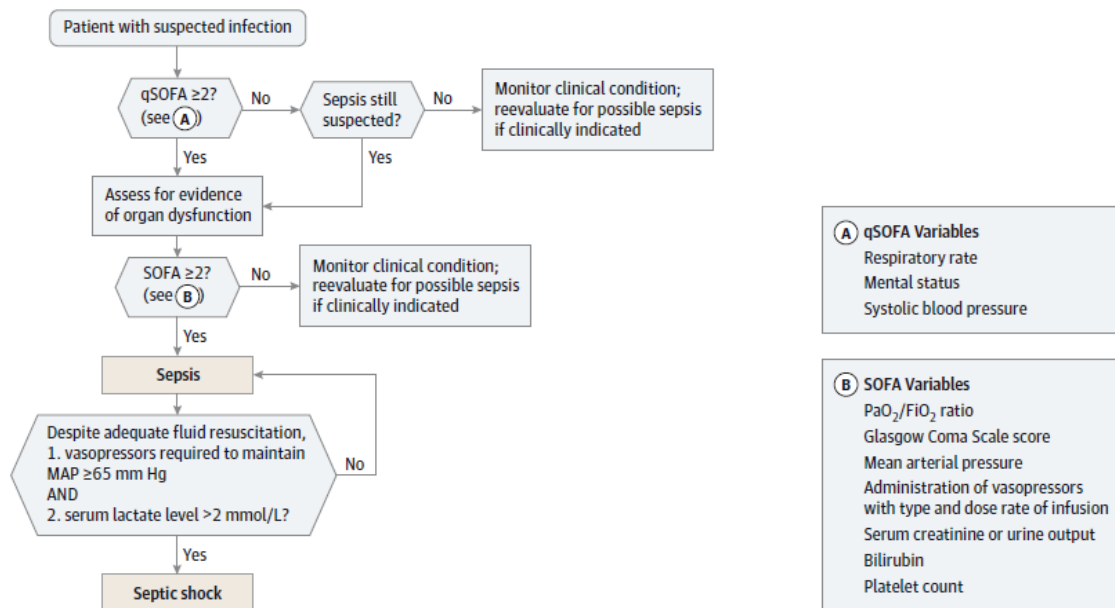 Patient with suspected infection
qSOFA ≥2?
(see Ⓐ)
No
Sepsis still
suspected?
No
Monitor clinical condition;
reevaluate for possible sepsis
if clinically indicated
Yes
Yes
Assess for evidence
of organ dysfunction
SOFA ≥2?
(see Ⓑ)
No
Monitor clinical condition;
reevaluate for possible sepsis
if clinically indicated
Yes
Sepsis
Despite adequate fluid resuscitation,
1. vasopressors required to maintain
MAP ≥65 mm Hg
AND
2. serum lactate level >2 mmol/L?
No
Yes
Septic shock
Ⓐ qSOFA Variables
Respiratory rate
Mental status
Systolic blood pressure
Ⓑ SOFA Variables
PaO₂/FiO₂ ratio
Glasgow Coma Scale score
Mean arterial pressure
Administration of vasopressors
with type and dose rate of infusion
Serum creatinine or urine output
Bilirubin
Platelet count